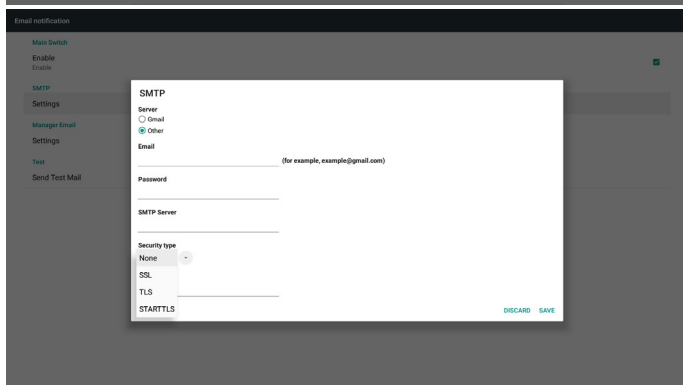 Email notification
Main Switch
Enable
Enable
SMTP
Settings
Manager Email
Settings
Test
Send Test Mail
SMTP
Server
Gmail
Other
Email
(for example, example@gmail.com)
Password
SMTP Server
Security type
None
SSL
TLS
STARTTLS
DISCARD SAVE